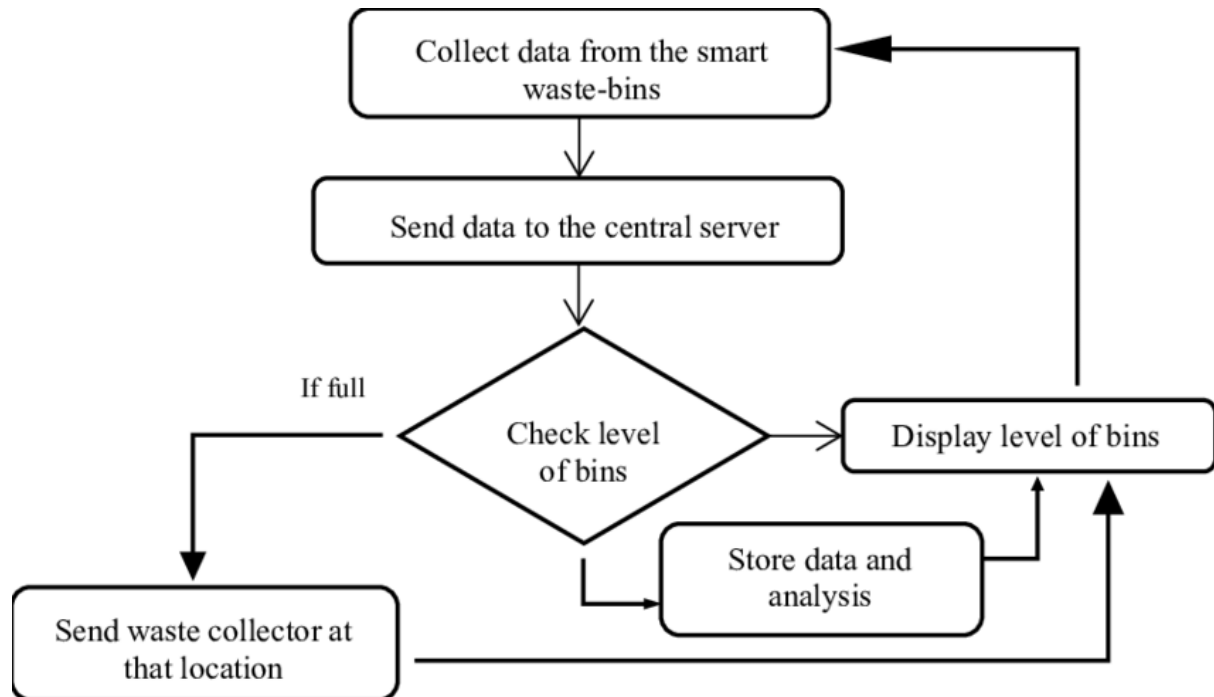 Collect data from the smart
waste-bins
Send data to the central server
If full
Check level
of bins
Display level of bins
Store data and
analysis
Send waste collector at
that location